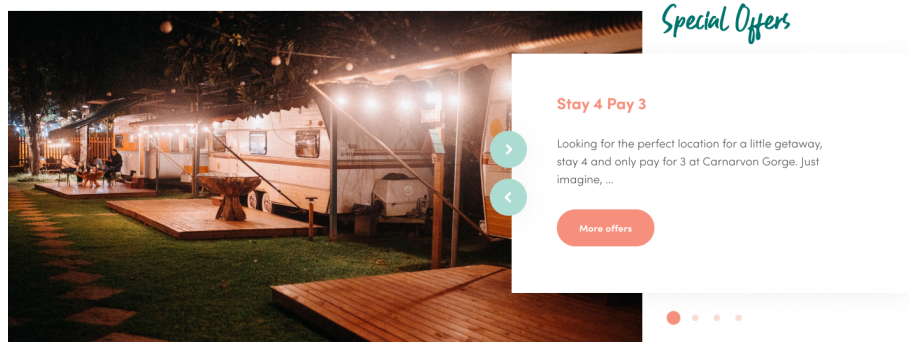 Special Offers
Stay 4 Pay 3
Looking for the perfect location for a little getaway,
stay 4 and only pay for 3 at Carnarvon Gorge. Just
imagine, ...
More offers